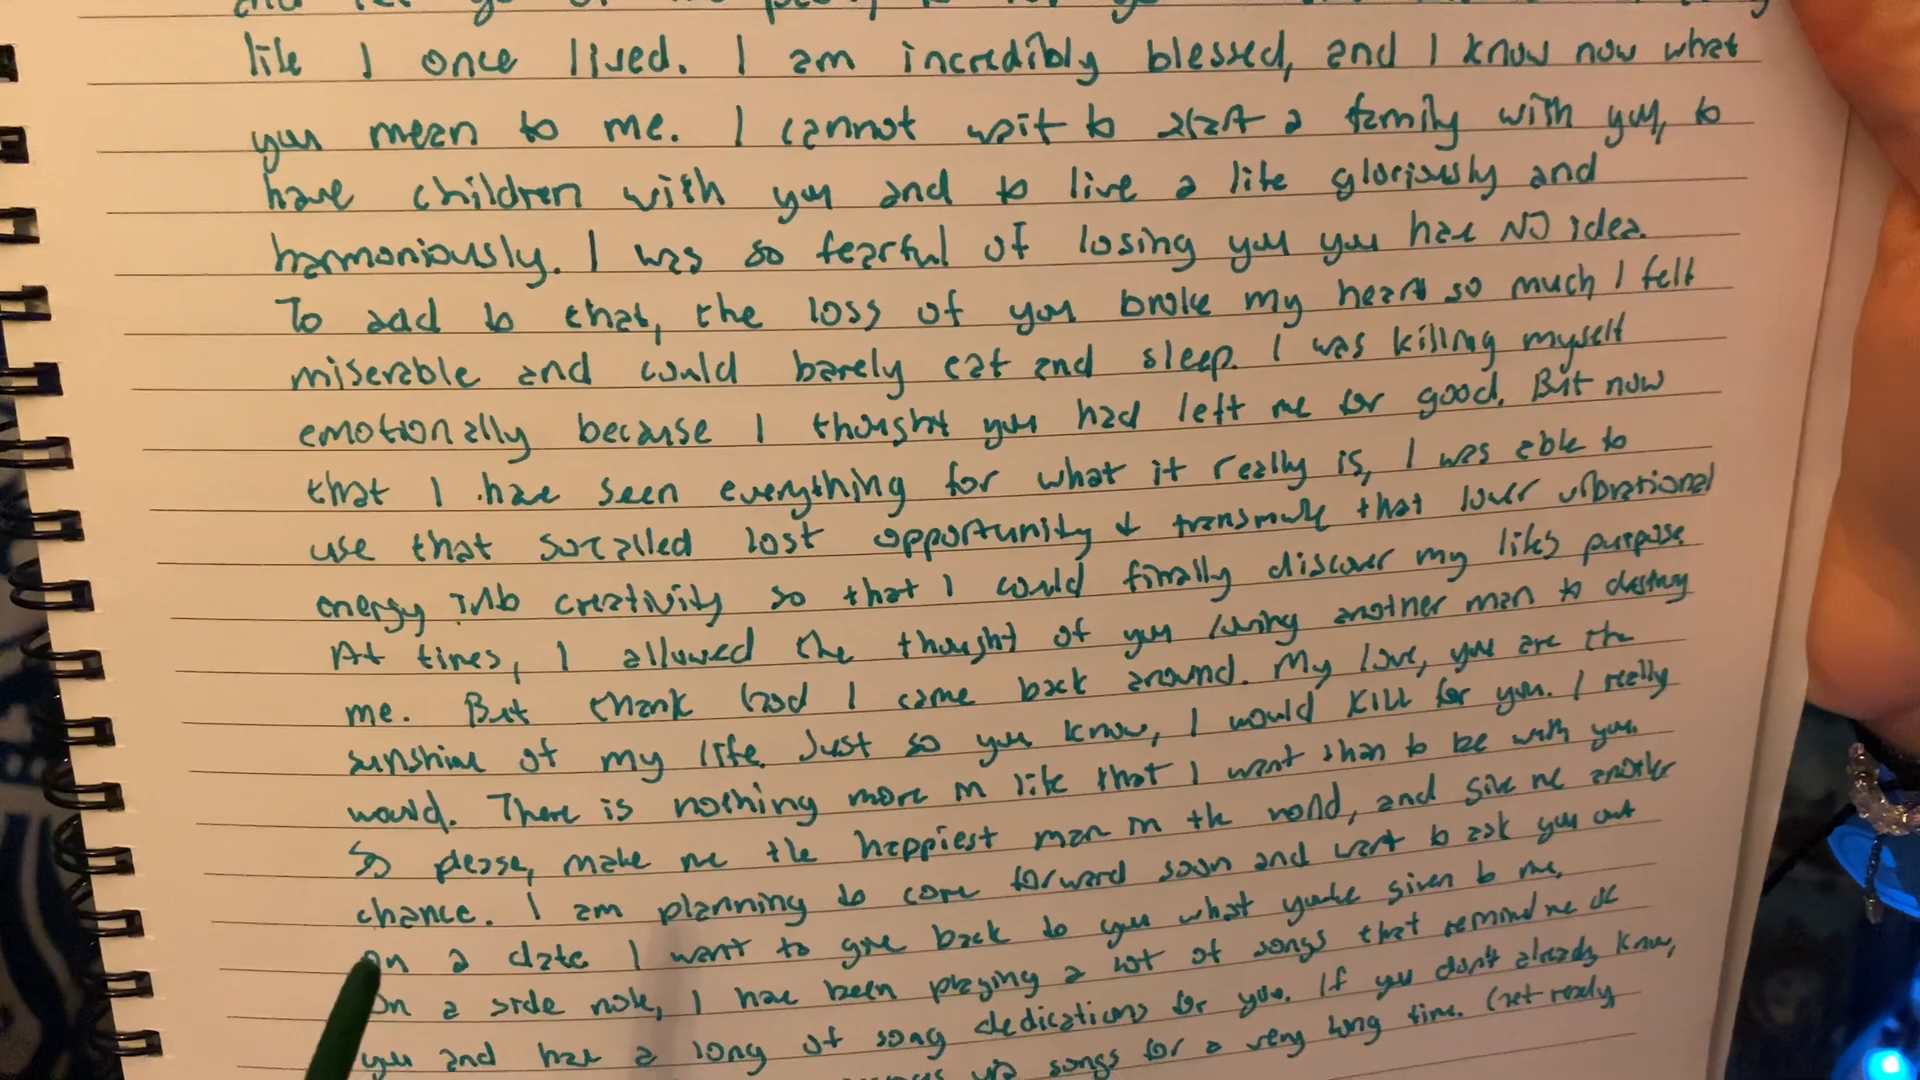 life I once lived. I am incredibly blessed, and I know now what
you mean to me. I cannot wait to start a family with you, to
have children with you and to live a life gloriously and
harmoniously. I was so fearful of losing you you have NO idea.
To add to that, the loss of you broke my heart so much I felt
miserable and could barely eat and sleep. I was killing myself
emotionally because I thought you had left me for good. But now
that I have seen everything for what it really is, I was able to
use that socalled lost opportunity & transmute that lower vibrational
energy into creativity so that I could finally discover my life's purpose.
At times, I allowed the thought of you loving another man to destroy
me. But thank God I came back around. My love, you are the
sunshine of my life. Just so you know, I would KILL for you. I really
would. There is nothing more in life that I want than to be with you.
So please, make me the happiest man in the world, and give me another
chance. I am planning to come forward soon and want to ask you out
on a date I want to give back to you what you've given to me.
On a side note, I have been playing a lot of songs that remind me of
you and have a long of song dedications for you. If you don't already know,
songs for a very long time. Get ready